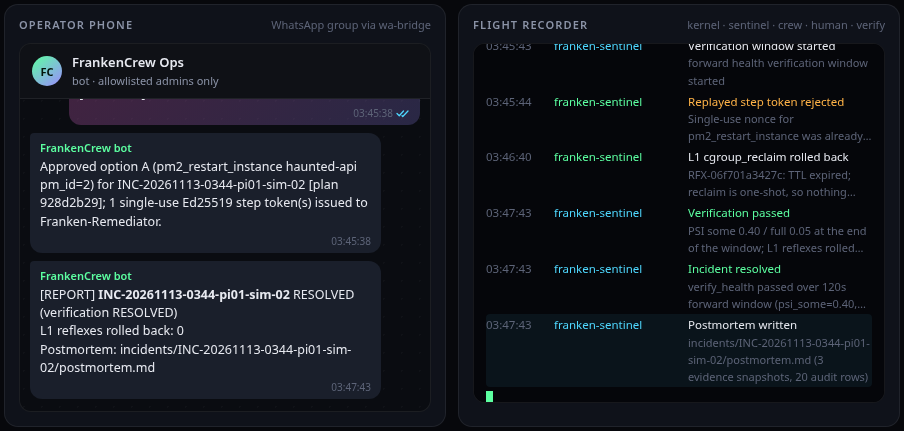 OPERATOR PHONE
WhatsApp group via wa-bridge
FC
FrankenCrew Ops
bot · allowlisted admins only
03:45:38
FrankenCrew bot
Approved option A (pm2_restart_instance haunted-api
pm_id=2) for INC-20261113-0344-pi01-sim-02 [plan
928d2b29]; 1 single-use Ed25519 step token(s) issued to
Franken-Remediator.
03:45:38
FrankenCrew bot
[REPORT] INC-20261113-0344-pi01-sim-02 RESOLVED
(verification RESOLVED)
L1 reflexes rolled back: 0
Postmortem: incidents/INC-20261113-0344-pi01-sim-
02/postmortem.md
03:47:43
FLIGHT RECORDER
kernel · sentinel · crew · human · verify
03:45:43 franken-sentinel Verification window started
forward health verification window
started
03:45:44 franken-sentinel Replayed step token rejected
Single-use nonce for
pm2_restart_instance was already...
03:46:40 franken-sentinel L1 cgroup_reclaim rolled back
RFX-06f701a3427c: TTL expired;
reclaim is one-shot, so nothing...
03:47:43 franken-sentinel Verification passed
PSI some 0.40 / full 0.05 at the end
of the window; L1 reflexes rolled...
03:47:43 franken-sentinel Incident resolved
verify_health passed over 120s
forward window (psi_some=0.40,...
03:47:43 franken-sentinel Postmortem written
incidents/INC-20261113-0344-pi01-
sim-02/postmortem.md (3
evidence snapshots, 20 audit rows)